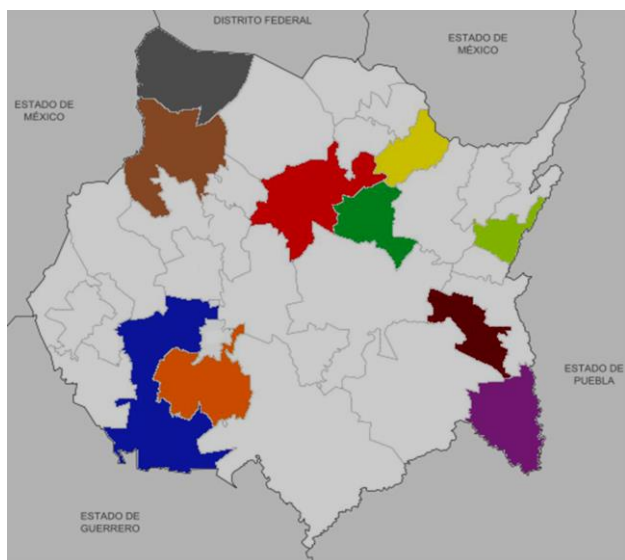 DISTRITO FEDERAL
ESTADO DE
MÉXICO
ESTADO DE
MÉXICO
ESTADO DE
PUEBLA
ESTADO DE
GUERRERO